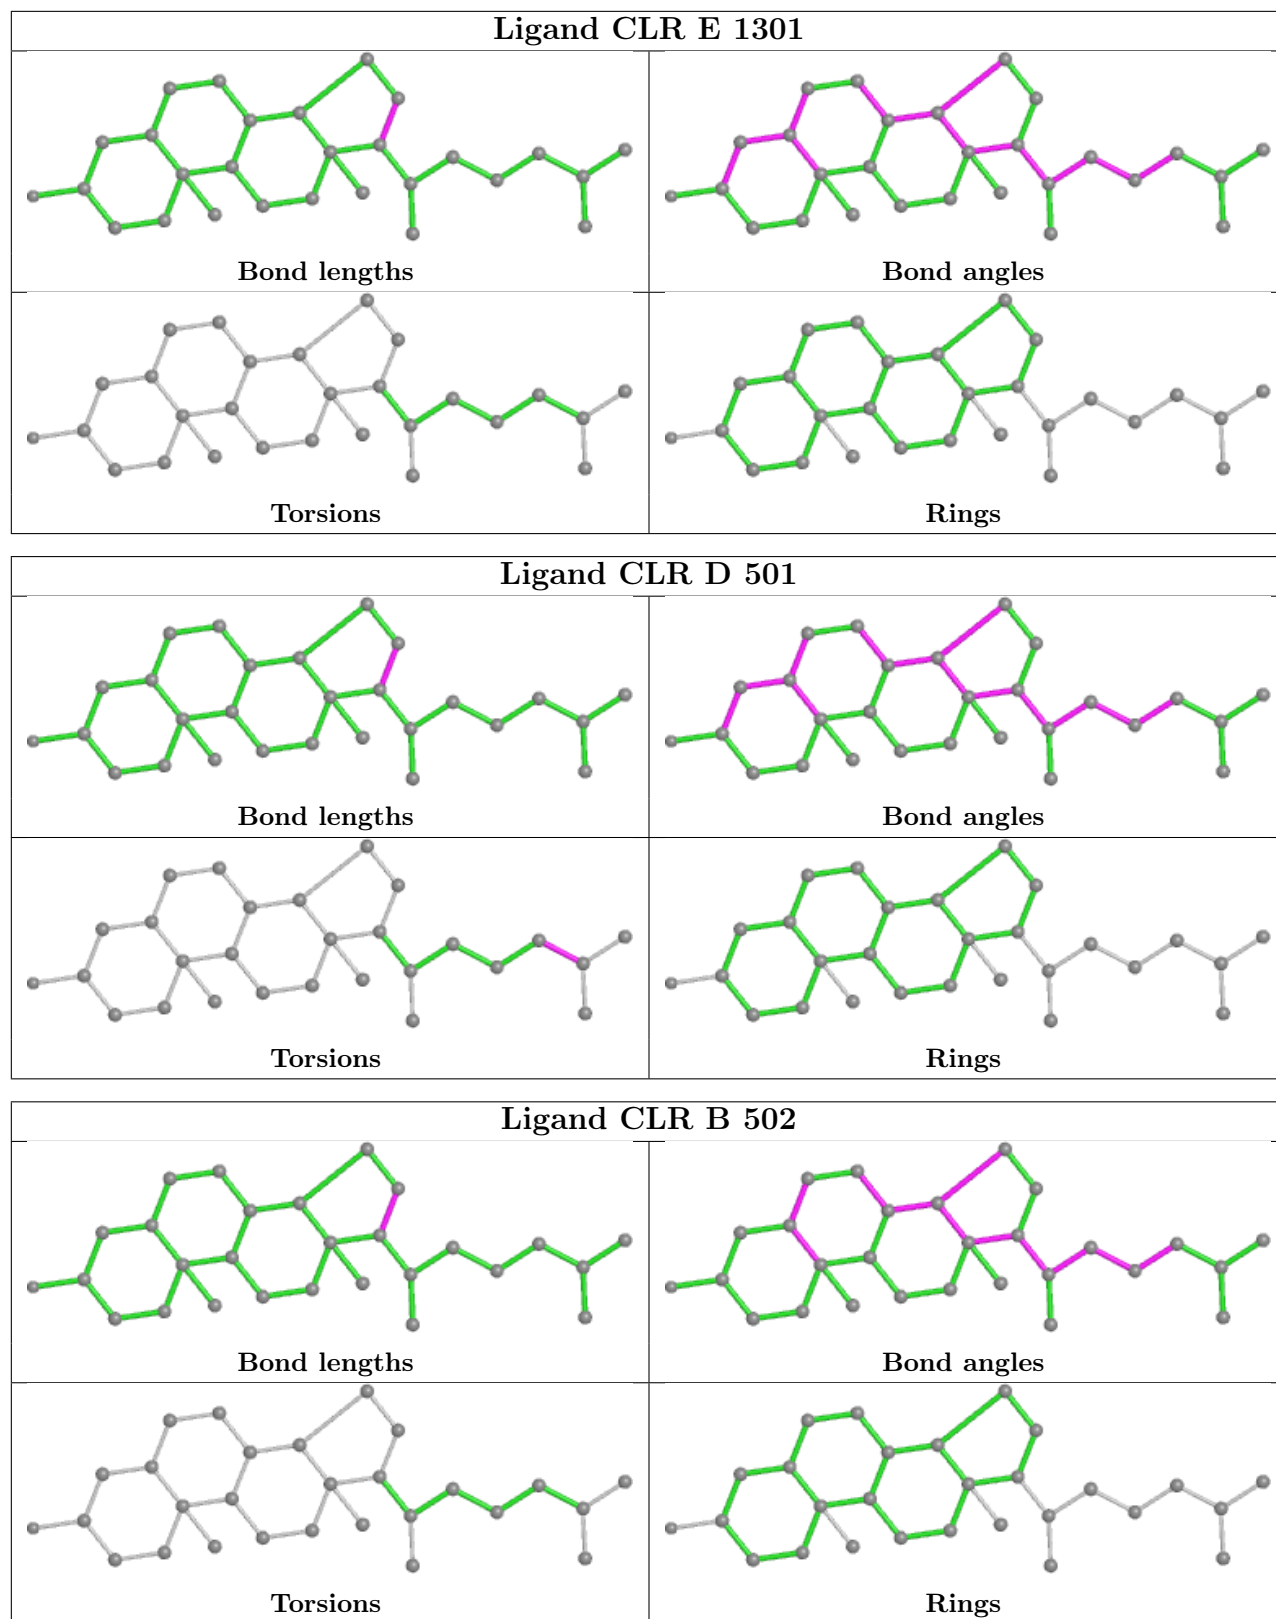 Ligand CLR E 1301
Bond lengths
Bond angles
Torsions
Rings
Ligand CLR D 501
Bond lengths
Bond angles
Torsions
Rings
Ligand CLR B 502
Bond lengths
Bond angles
Torsions
Rings